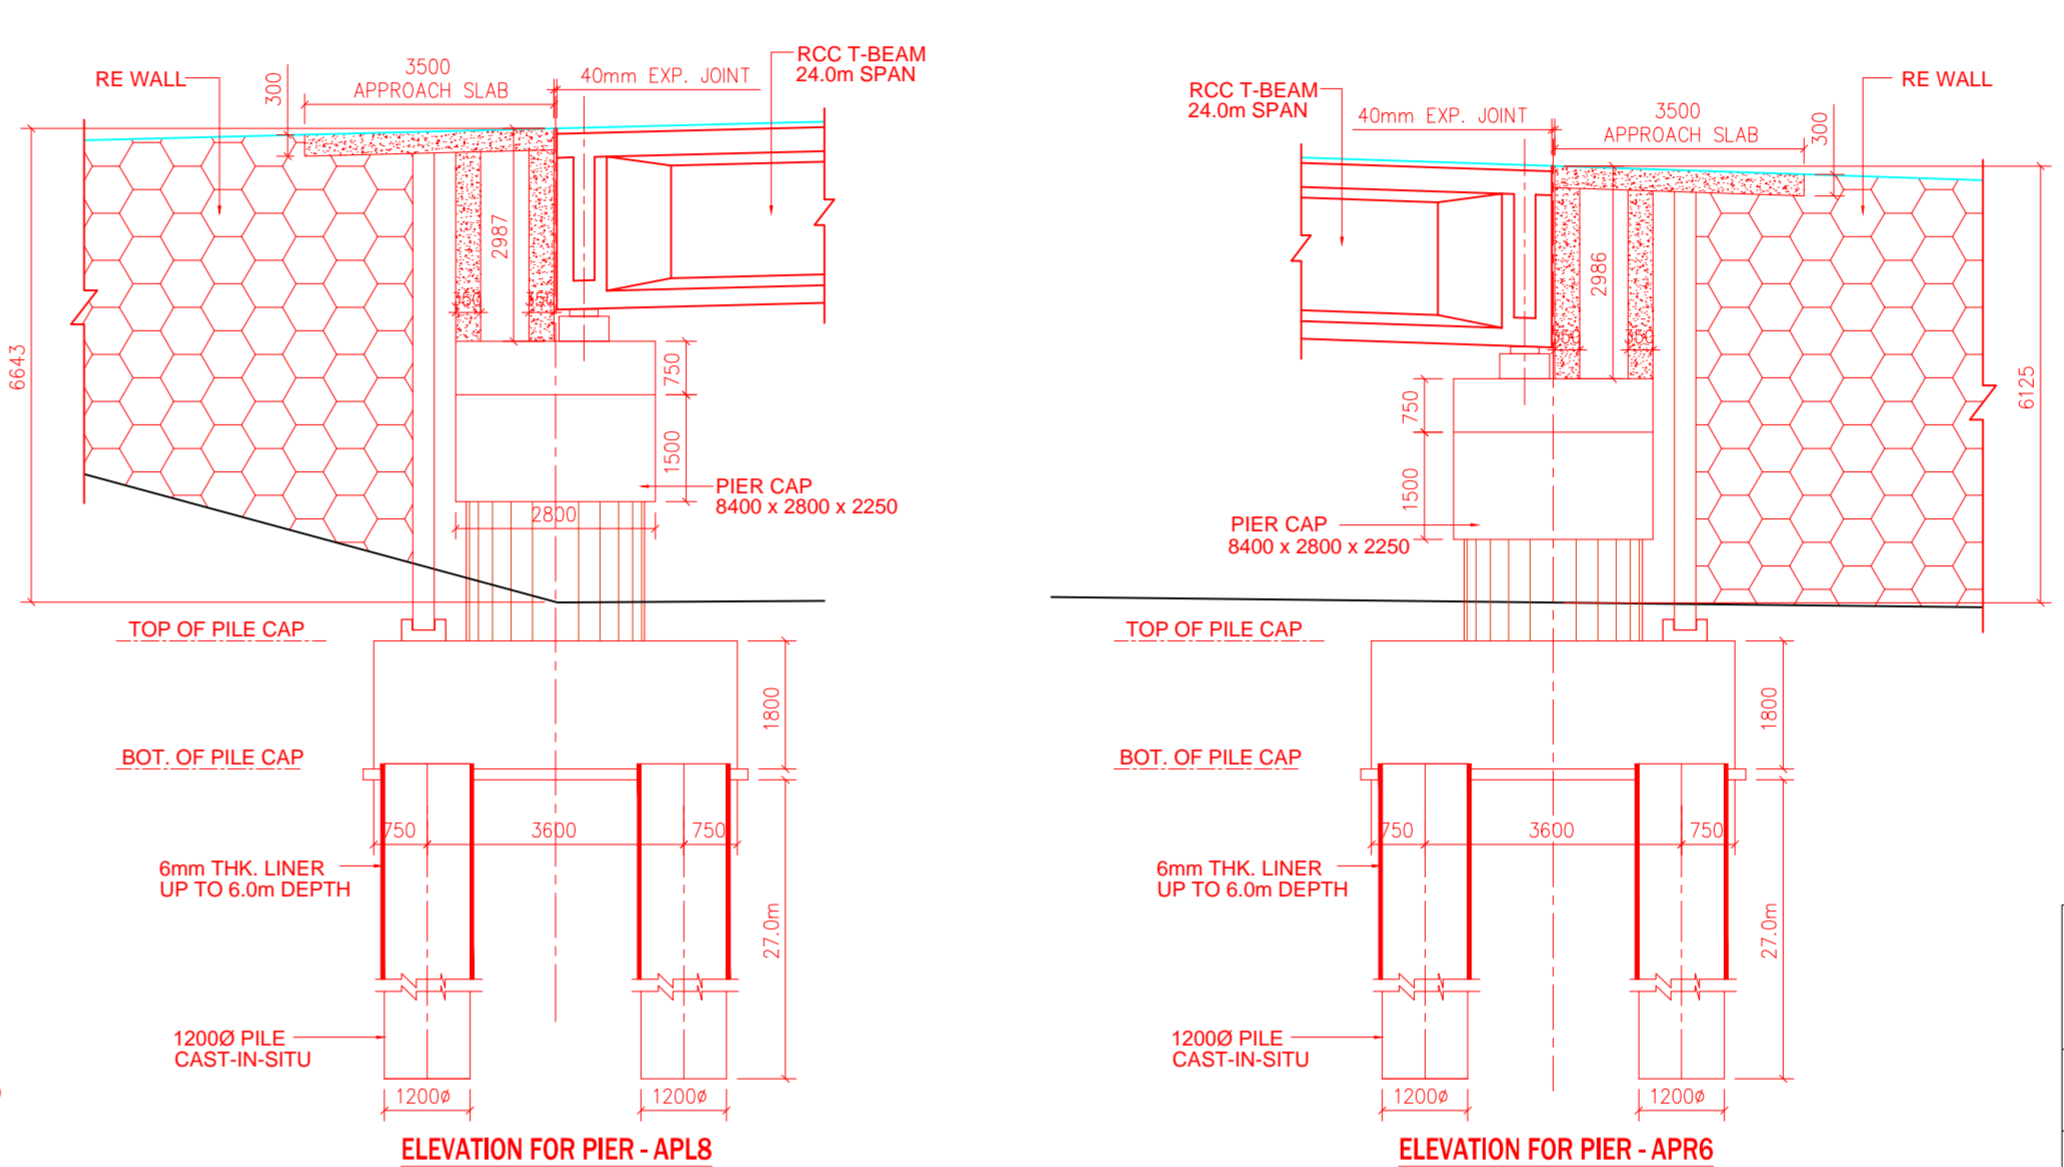 RE WALL
300
3500
APPROACH SLAB
40mm EXP. JOINT
RCC T-BEAM
24.0m SPAN
2987
350
350
6643
750
1500
PIER CAP
8400 x 2800 x 2250
2800
TOP OF PILE CAP
1800
BOT. OF PILE CAP
750
3600
750
6mm THK. LINER
UP TO 6.0m DEPTH
27.0m
1200Ø PILE
CAST-IN-SITU
1200ø
1200ø
ELEVATION FOR PIER - APL8
RCC T-BEAM
24.0m SPAN
40mm EXP. JOINT
3500
APPROACH SLAB
300
RE WALL
2986
350
350
6125
750
1500
PIER CAP
8400 x 2800 x 2250
TOP OF PILE CAP
1800
BOT. OF PILE CAP
750
3600
750
6mm THK. LINER
UP TO 6.0m DEPTH
27.0m
1200Ø PILE
CAST-IN-SITU
1200ø
1200ø
ELEVATION FOR PIER - APR6